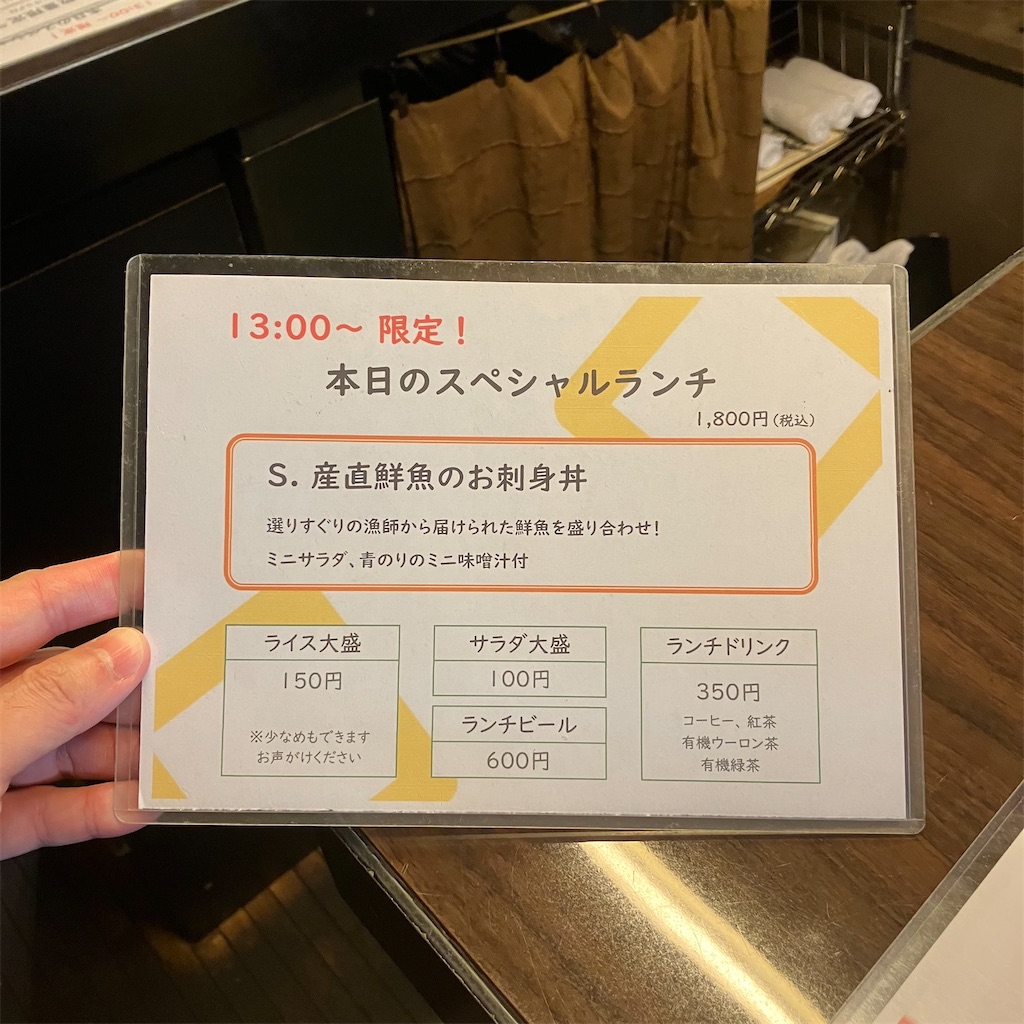 13:00～ 限定！
本日のスペシャルランチ
1,800円（税込）
S. 産直鮮魚のお刺身丼
選りすぐりの漁師から届けられた鮮魚を盛り合わせ！
ミニサラダ、青のりのミニ味噌汁付
ライス大盛
150円
※少なめもできます
お声がけください
サラダ大盛
100円
ランチビール
600円
ランチドリンク
350円
コーヒー、紅茶
有機ウーロン茶
有機緑茶